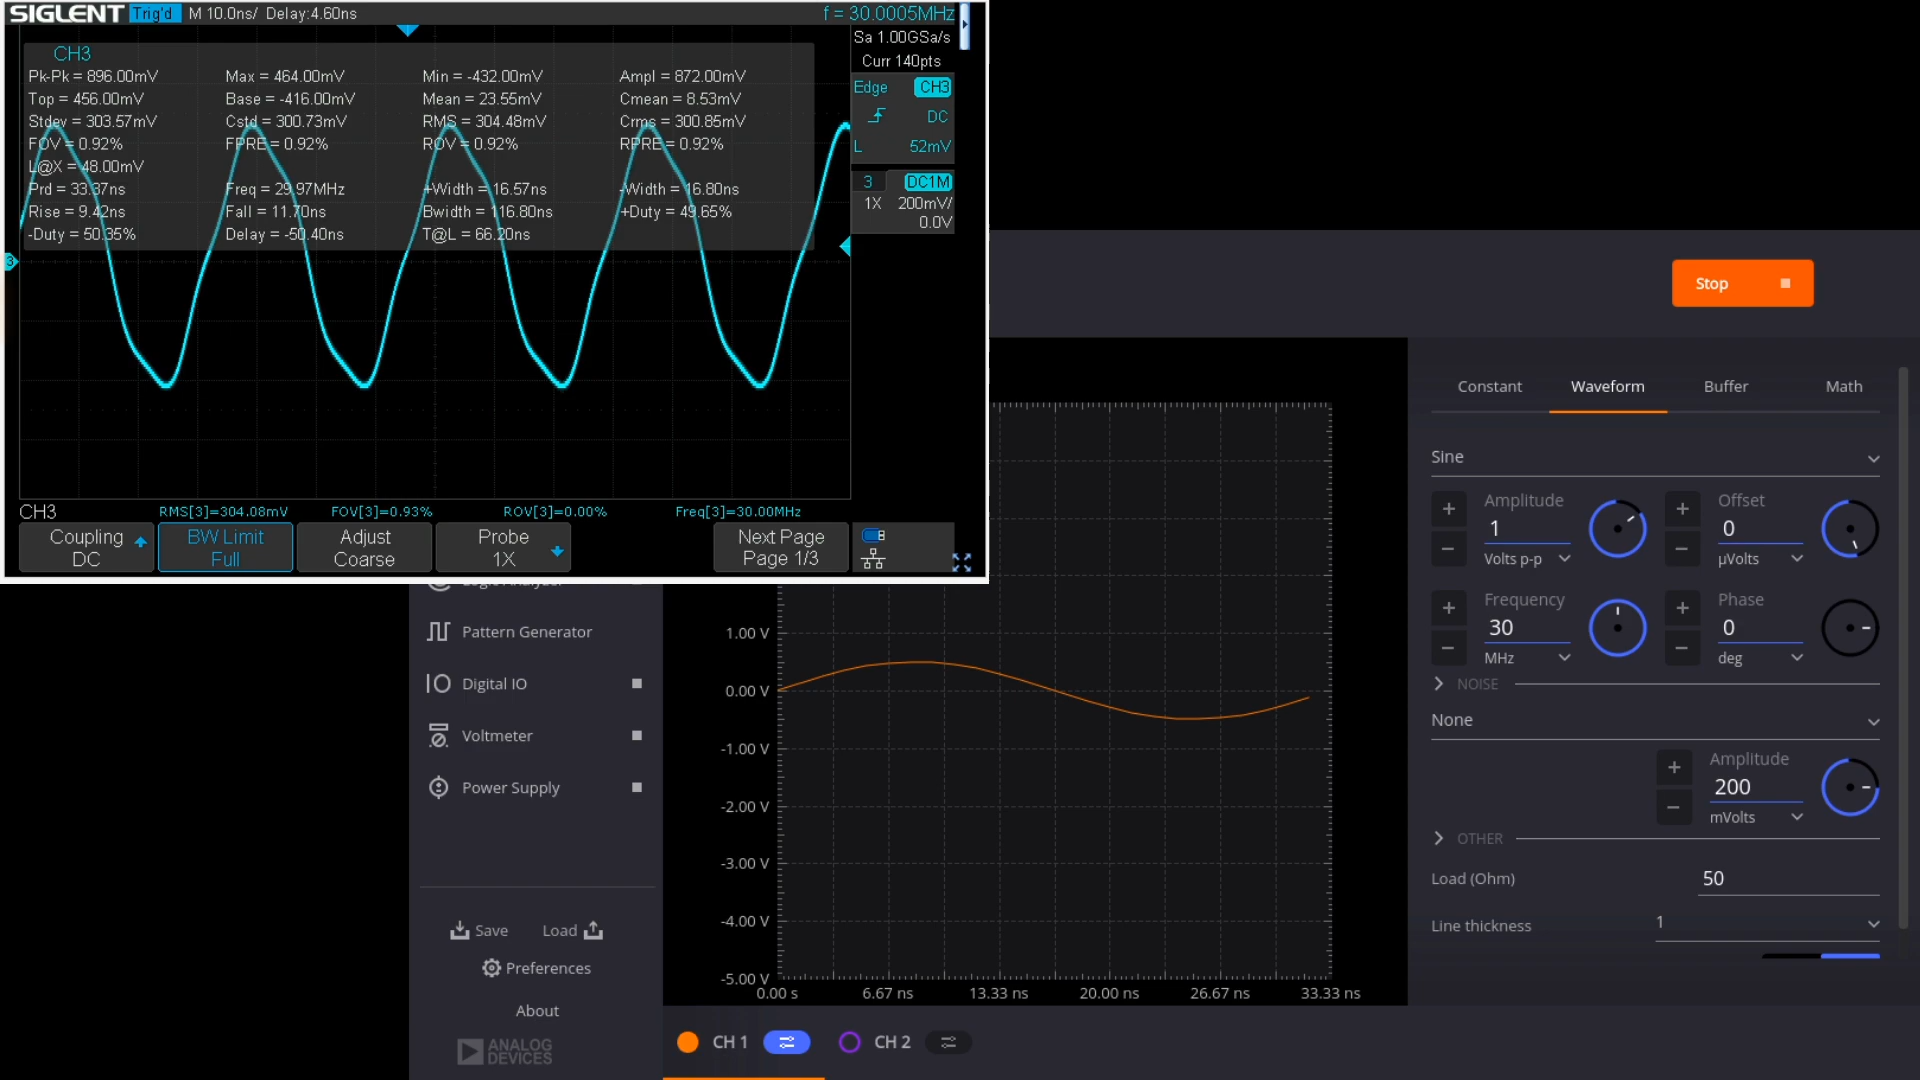 SIGLENT Trig'd M 10.0ns/ Delay:4.60ns f = 30.0005MHz
Sa 1.00GSa/s
Curr 140pts
CH3
Pk-Pk = 896.00mV Max = 464.00mV Min = -432.00mV Ampl = 872.00mV
Top = 456.00mV Base = -416.00mV Mean = 23.55mV Cmean = 8.53mV
Stdev = 303.57mV Cstd = 300.73mV RMS = 304.48mV Crms = 300.85mV
FOV = 0.92% FPRE = 0.92% ROV = 0.92% RPRE = 0.92%
L@X = 48.00mV
Prd = 33.37ns Freq = 29.97MHz +Width = 16.57ns -Width = 16.80ns
Rise = 9.42ns Fall = 11.70ns Bwidth = 116.80ns +Duty = 49.65%
-Duty = 50.35% Delay = -50.40ns T@L = 66.20ns
Edge CH3
DC
L 52mV
3 DC1M
1X 200mV/
0.0V
3
CH3 RMS[3]=304.08mV FOV[3]=0.93% ROV[3]=0.00% Freq[3]=30.00MHz
Coupling
DC
BW Limit
Full
Adjust
Coarse
Probe
1X
Next Page
Page 1/3
Pattern Generator
Digital IO
Voltmeter
Power Supply
Save Load
Preferences
About
ANALOG
DEVICES
1.00 V
0.00 V
-1.00 V
-2.00 V
-3.00 V
-4.00 V
-5.00 V
0.00 s 6.67 ns 13.33 ns 20.00 ns 26.67 ns 33.33 ns
CH 1 CH 2
Stop
Constant Waveform Buffer Math
Sine
Amplitude Offset
+ 1 + 0
- Volts p-p - µVolts
Frequency Phase
+ 30 + 0
- MHz - deg
NOISE
None
Amplitude
+ 200
- mVolts
OTHER
Load (Ohm) 50
Line thickness 1